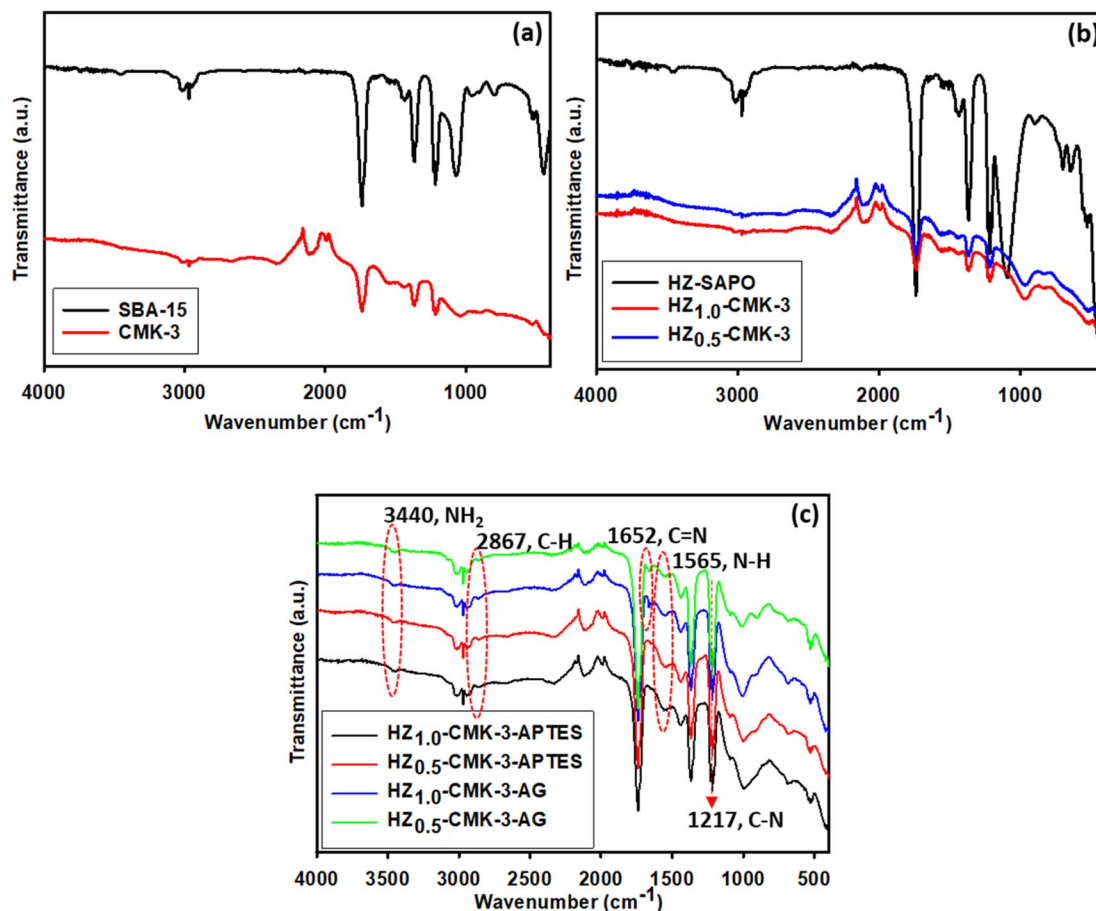 (a)
Transmittance (a.u.)
SBA-15
CMK-3
4000 3000 2000 1000
Wavenumber (cm⁻¹)
(b)
Transmittance (a.u.)
HZ-SAPO
HZ₁.₀-CMK-3
HZ₀.₅-CMK-3
4000 3000 2000 1000
Wavenumber (cm⁻¹)
(c)
3440, NH₂
2867, C-H
1652, C=N
1565, N-H
Transmittance (a.u.)
HZ₁.₀-CMK-3-APTES
HZ₀.₅-CMK-3-APTES
HZ₁.₀-CMK-3-AG
HZ₀.₅-CMK-3-AG
1217, C-N
4000 3500 3000 2500 2000 1500 1000 500
Wavenumber (cm⁻¹)